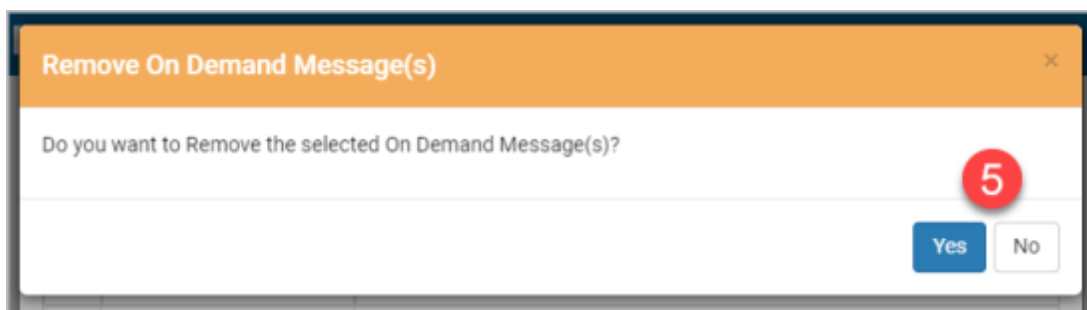 Remove On Demand Message(s) ×
Do you want to Remove the selected On Demand Message(s)?
5
Yes No